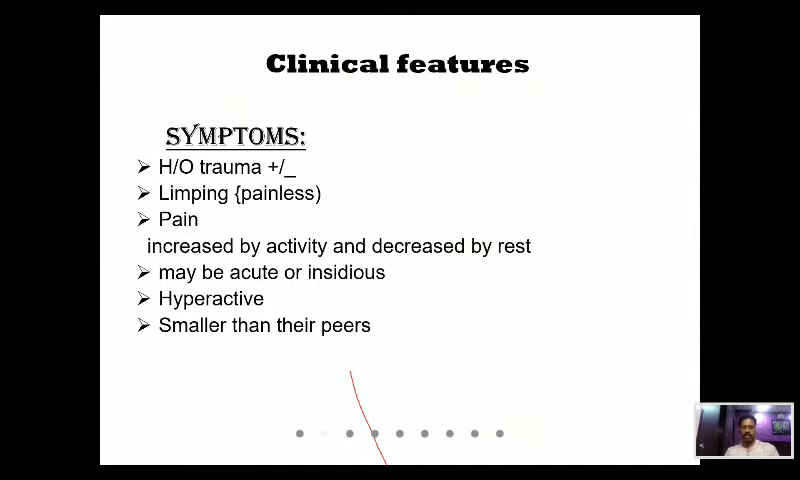 Clinical features
SYMPTOMS:
➢ H/O trauma +/_
➢ Limping {painless)
➢ Pain
increased by activity and decreased by rest
➢ may be acute or insidious
➢ Hyperactive
➢ Smaller than their peers